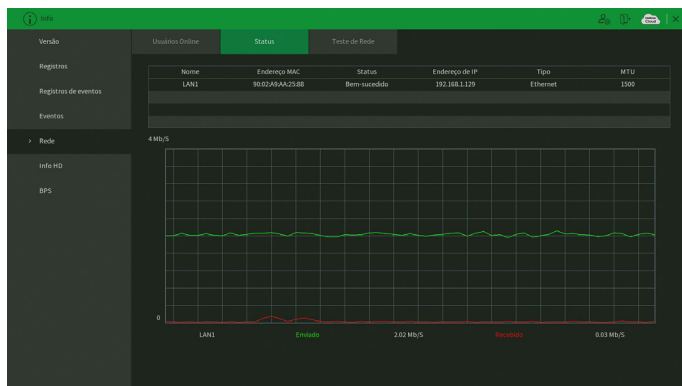 Info
Versão
Usuários Online Status Teste de Rede
Registros
Registros de eventos
Eventos
> Rede
Info HD
BPS
Nome Endereço MAC Status Endereço de IP Tipo MTU
LAN1 90:02:A9:AA:25:88 Bem-sucedido 192.168.1.129 Ethernet 1500
4 Mb/S
0
LAN1 Enviado 2.02 Mb/S Recebido 0.03 Mb/S